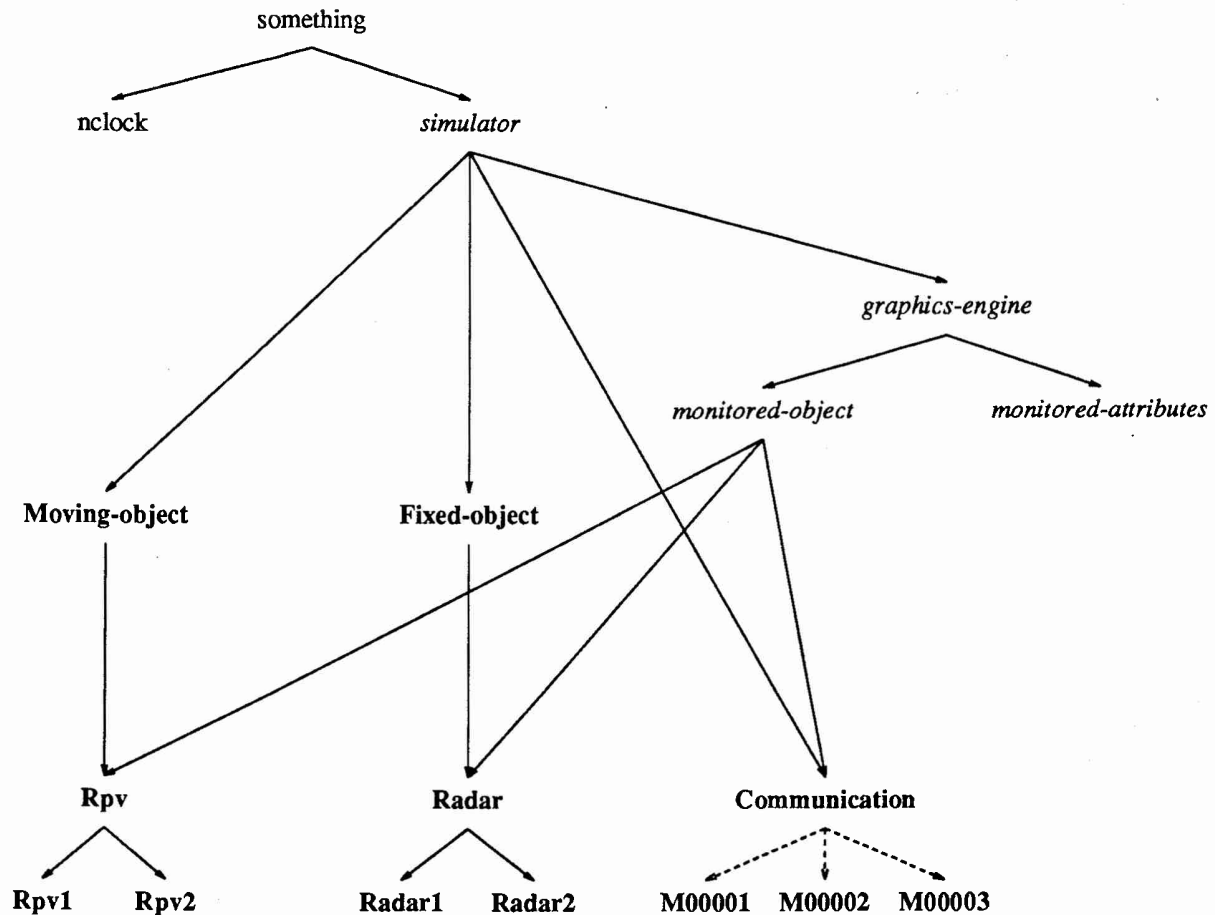 something
nclock
simulator
graphics-engine
monitored-object
monitored-attributes
Moving-object
Fixed-object
Rpv
Radar
Communication
Rpv1
Rpv2
Radar1
Radar2
M00001
M00002
M00003